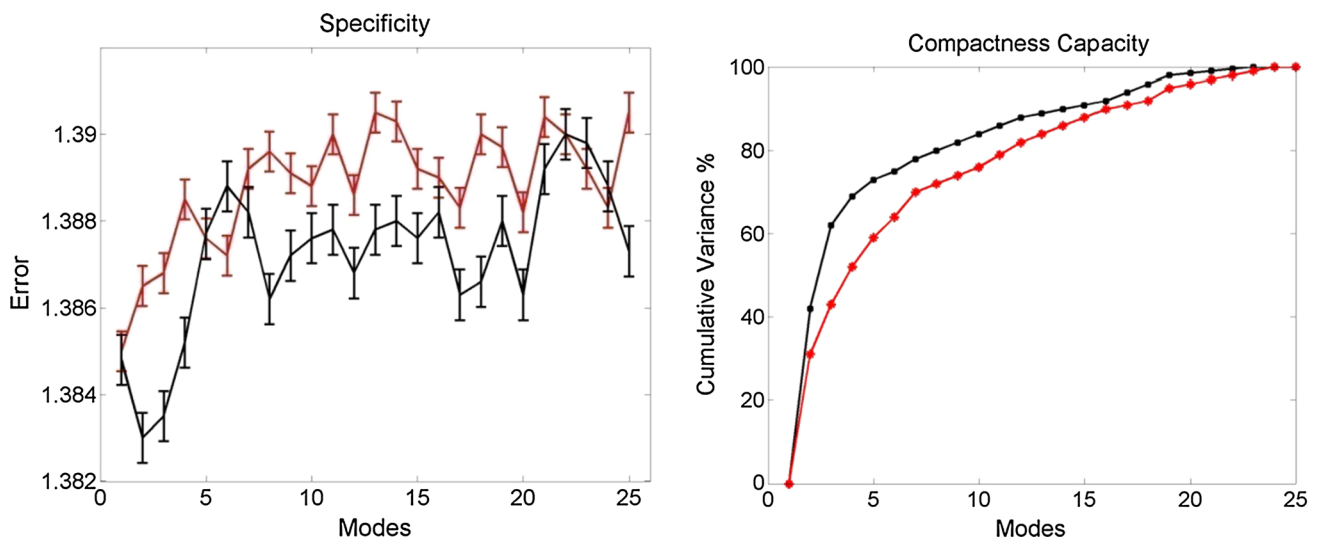 Specificity
Error
1.39
1.388
1.386
1.384
1.382
0 5 10 15 20 25
Modes
Compactness Capacity
Cumulative Variance %
100
80
60
40
20
0
0 5 10 15 20 25
Modes